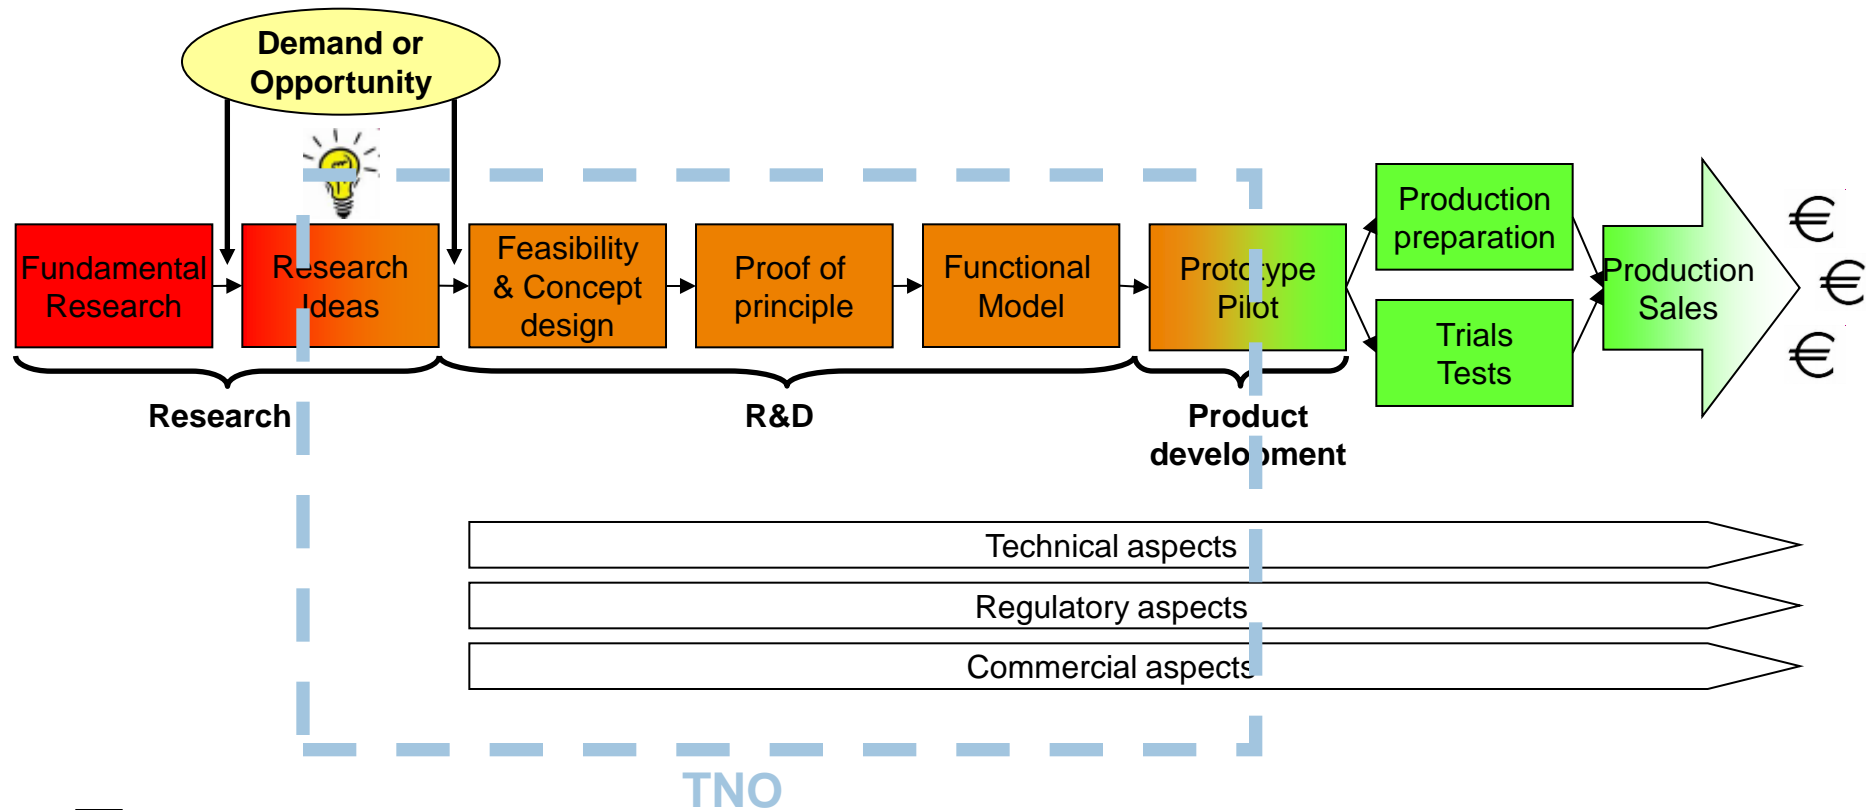 Demand or
Opportunity
Fundamental
Research
Research
Ideas
Feasibility
& Concept
design
Proof of
principle
Functional
Model
Prototype
Pilot
Production
preparation
Trials
Tests
Production
Sales
€
€
€
Research
R&D
Product
development
Technical aspects
Regulatory aspects
Commercial aspects
TNO